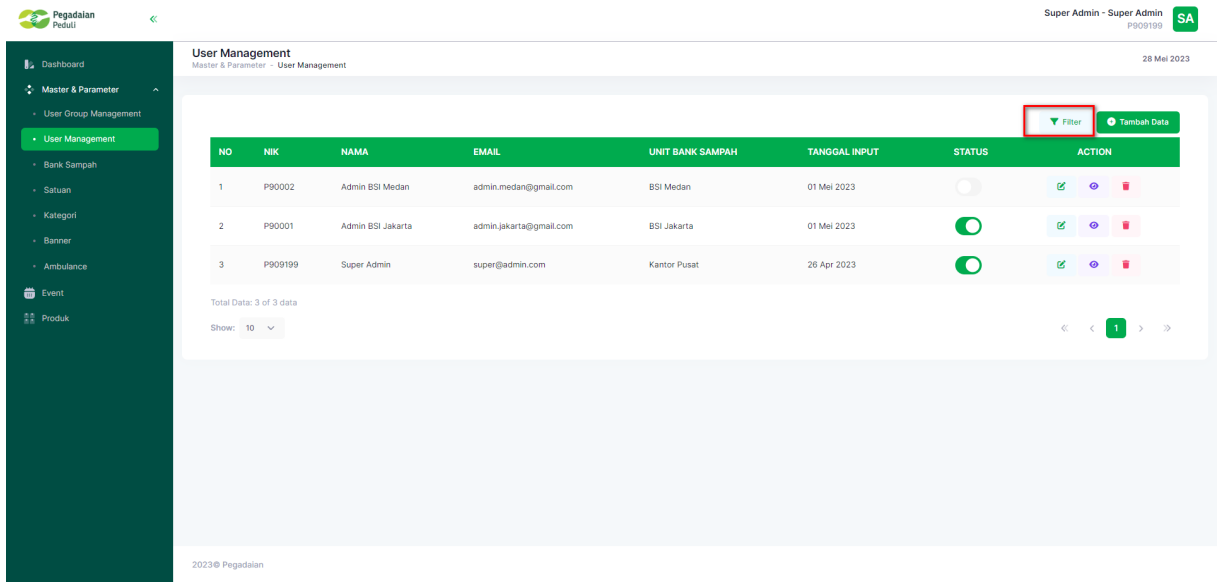 Pegadaian
Peduli
Super Admin - Super Admin
P909199
SA
User Management
Master & Parameter - User Management
28 Mei 2023
Dashboard
Master & Parameter
User Group Management
User Management
Bank Sampah
Satuan
Kategori
Banner
Ambulance
Event
Produk
Filter
Tambah Data
NO NIK NAMA EMAIL UNIT BANK SAMPAH TANGGAL INPUT STATUS ACTION
1 P90002 Admin BSI Medan admin.medan@gmail.com BSI Medan 01 Mei 2023
2 P90001 Admin BSI Jakarta admin.jakarta@gmail.com BSI Jakarta 01 Mei 2023
3 P909199 Super Admin super@admin.com Kantor Pusat 26 Apr 2023
Total Data: 3 of 3 data
Show: 10
1
2023© Pegadaian